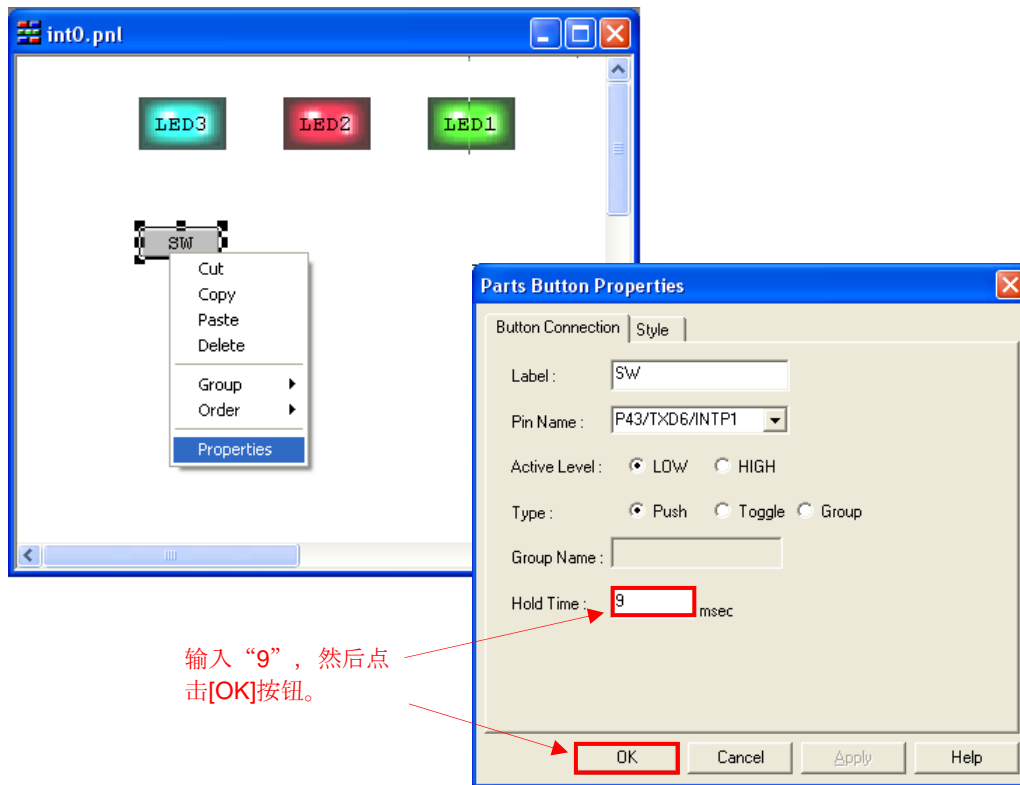 int0.pnl
LED3 LED2 LED1
SW
Cut
Copy
Paste
Delete
Group
Order
Properties
Parts Button Properties
Button Connection Style
Label : SW
Pin Name : P43/TXD6/INTP1
Active Level : LOW HIGH
Type : Push Toggle Group
Group Name :
Hold Time : 9 msec
OK Cancel Apply Help
输入“9”，然后点
击[OK]按钮。